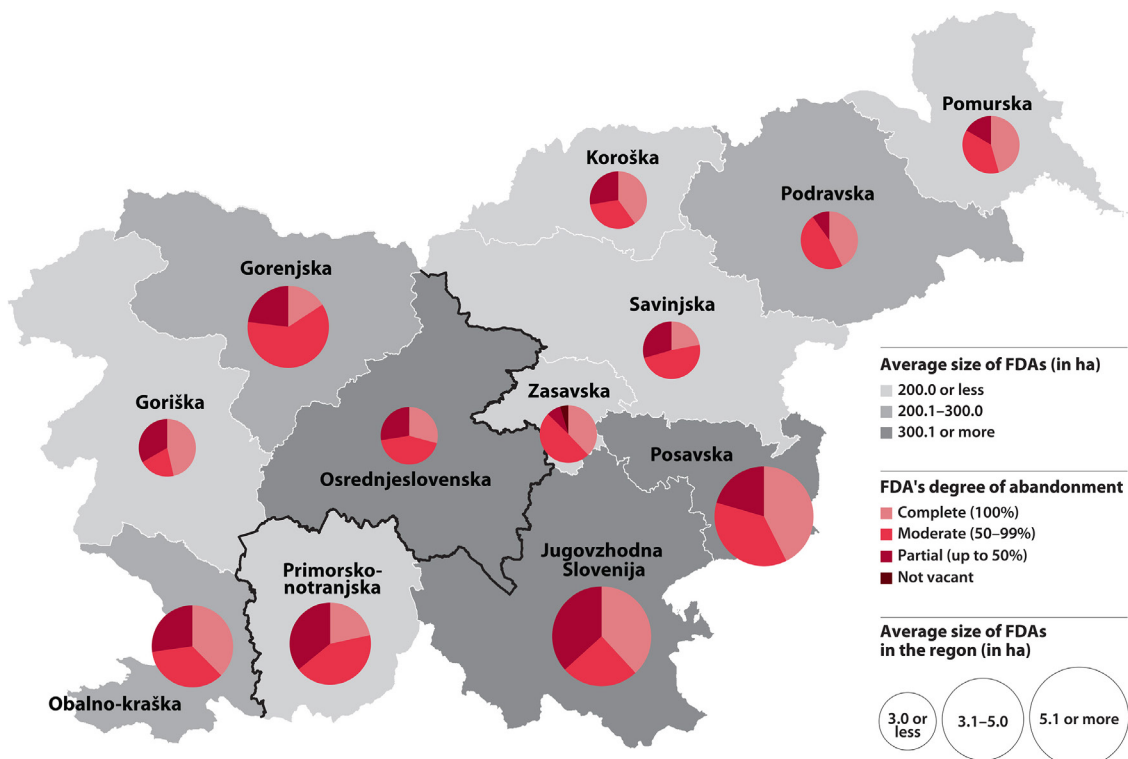 Pomurska
Koroška
Podravska
Gorenjska
Savinjska
Zasavska
Goriška
Posavska
Osrednjeslovenska
Jugovzhodna
Slovenija
Primorsko-
notranjska
Obalno-kraška
Average size of FDAs (in ha)
200.0 or less
200.1–300.0
300.1 or more
FDA's degree of abandonment
Complete (100%)
Moderate (50–99%)
Partial (up to 50%)
Not vacant
Average size of FDAs
in the regon (in ha)
3.0 or
less
3.1–5.0
5.1 or more